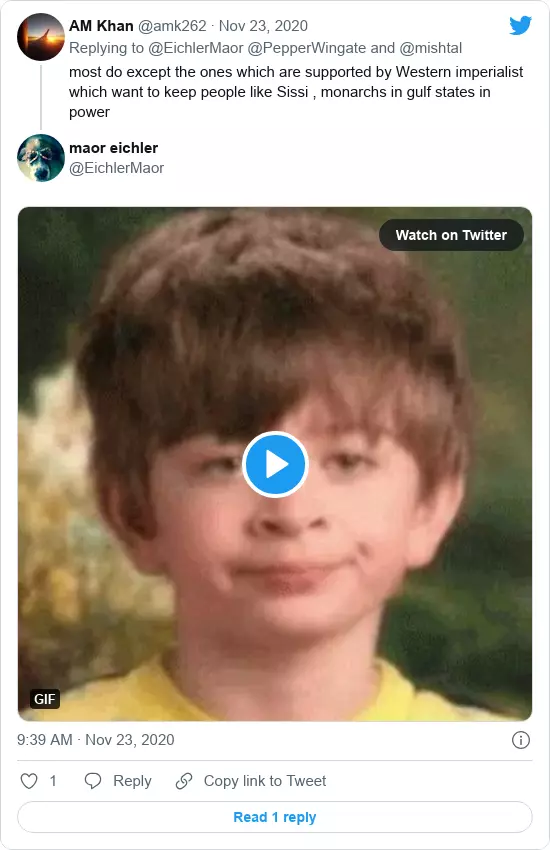 AM Khan @amk262 · Nov 23, 2020
Replying to @EichlerMaor @PepperWingate and @mishtal
most do except the ones which are supported by Western imperialist
which want to keep people like Sissi , monarchs in gulf states in
power
maor eichler
@EichlerMaor
Watch on Twitter
GIF
9:39 AM · Nov 23, 2020
1 Reply Copy link to Tweet
Read 1 reply